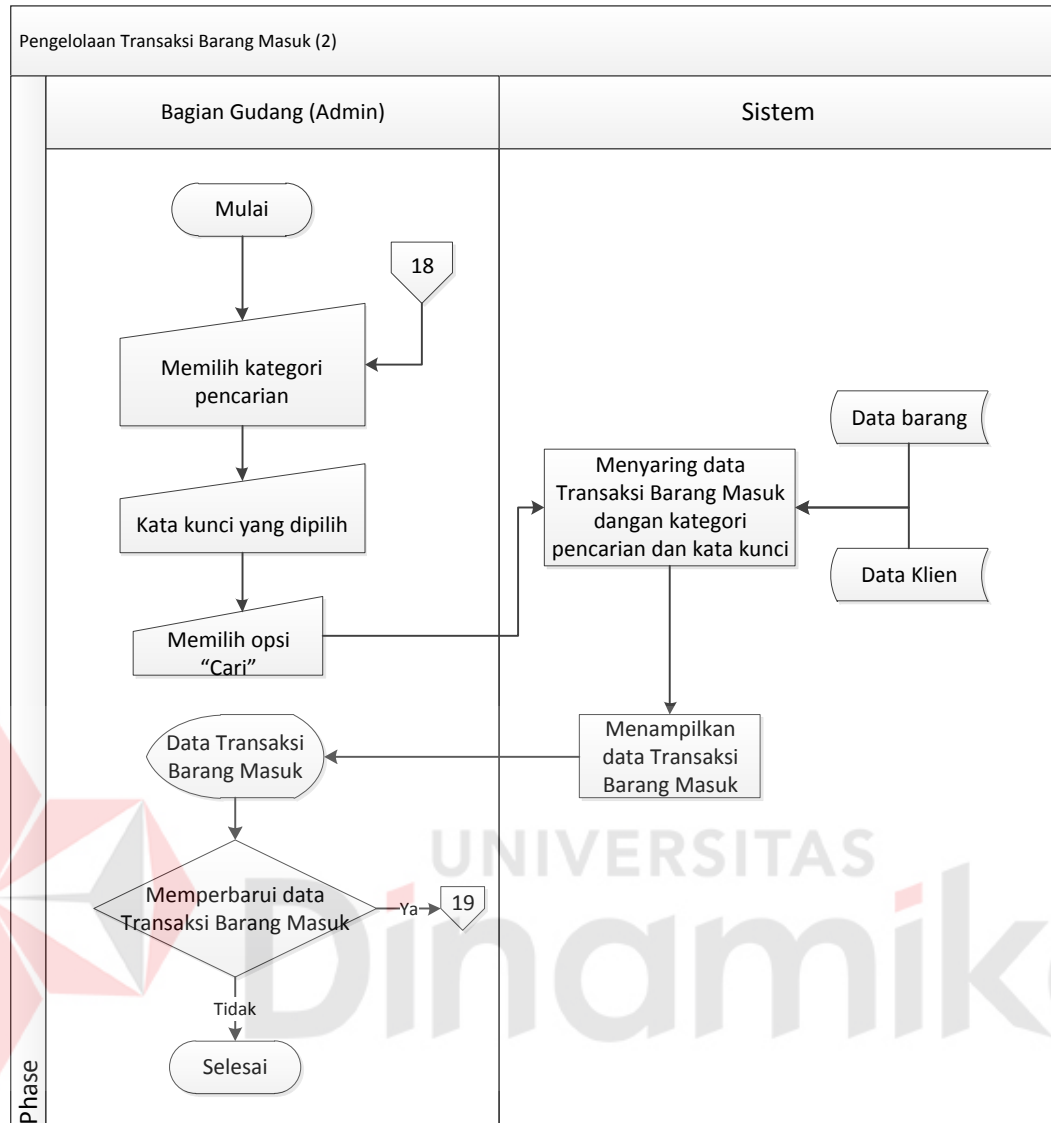 Pengelolaan Transaksi Barang Masuk (2)
Bagian Gudang (Admin)
Sistem
Mulai
18
Memilih kategori
pencarian
Kata kunci yang dipilih
Memilih opsi
“Cari”
Menyaring data
Transaksi Barang Masuk
dangan kategori
pencarian dan kata kunci
Data barang
Data Klien
Menampilkan
data Transaksi
Barang Masuk
Data Transaksi
Barang Masuk
Memperbarui data
Transaksi Barang Masuk
Ya
19
Tidak
Selesai
Phase
UNIVERSITAS
Dinamika